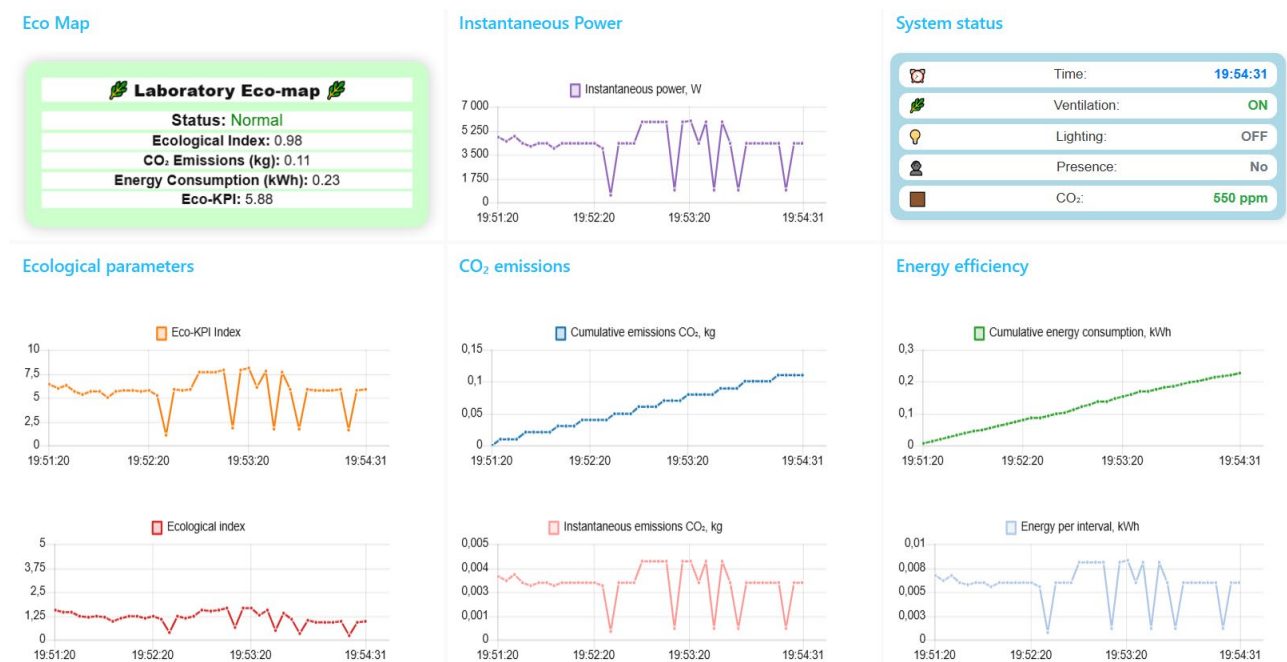 Eco Map
Laboratory Eco-map
Status: Normal
Ecological Index: 0.98
CO₂ Emissions (kg): 0.11
Energy Consumption (kWh): 0.23
Eco-KPI: 5.88
Instantaneous Power
Instantaneous power, W
7 000
5 250
3 500
1 750
0
19:51:20 19:52:20 19:53:20 19:54:31
System status
Time: 19:54:31
Ventilation: ON
Lighting: OFF
Presence: No
CO₂: 550 ppm
Ecological parameters
Eco-KPI Index
10
7,5
5
2,5
0
19:51:20 19:52:20 19:53:20 19:54:31
Ecological index
5
3,75
2,5
1,25
0
19:51:20 19:52:20 19:53:20 19:54:31
CO₂ emissions
Cumulative emissions CO₂, kg
0,15
0,1
0,05
0
19:51:20 19:52:20 19:53:20 19:54:31
Instantaneous emissions CO₂, kg
0,005
0,004
0,003
0,001
0
19:51:20 19:52:20 19:53:20 19:54:31
Energy efficiency
Cumulative energy consumption, kWh
0,3
0,2
0,1
0
19:51:20 19:52:20 19:53:20 19:54:31
Energy per interval, kWh
0,01
0,008
0,005
0,003
0
19:51:20 19:52:20 19:53:20 19:54:31